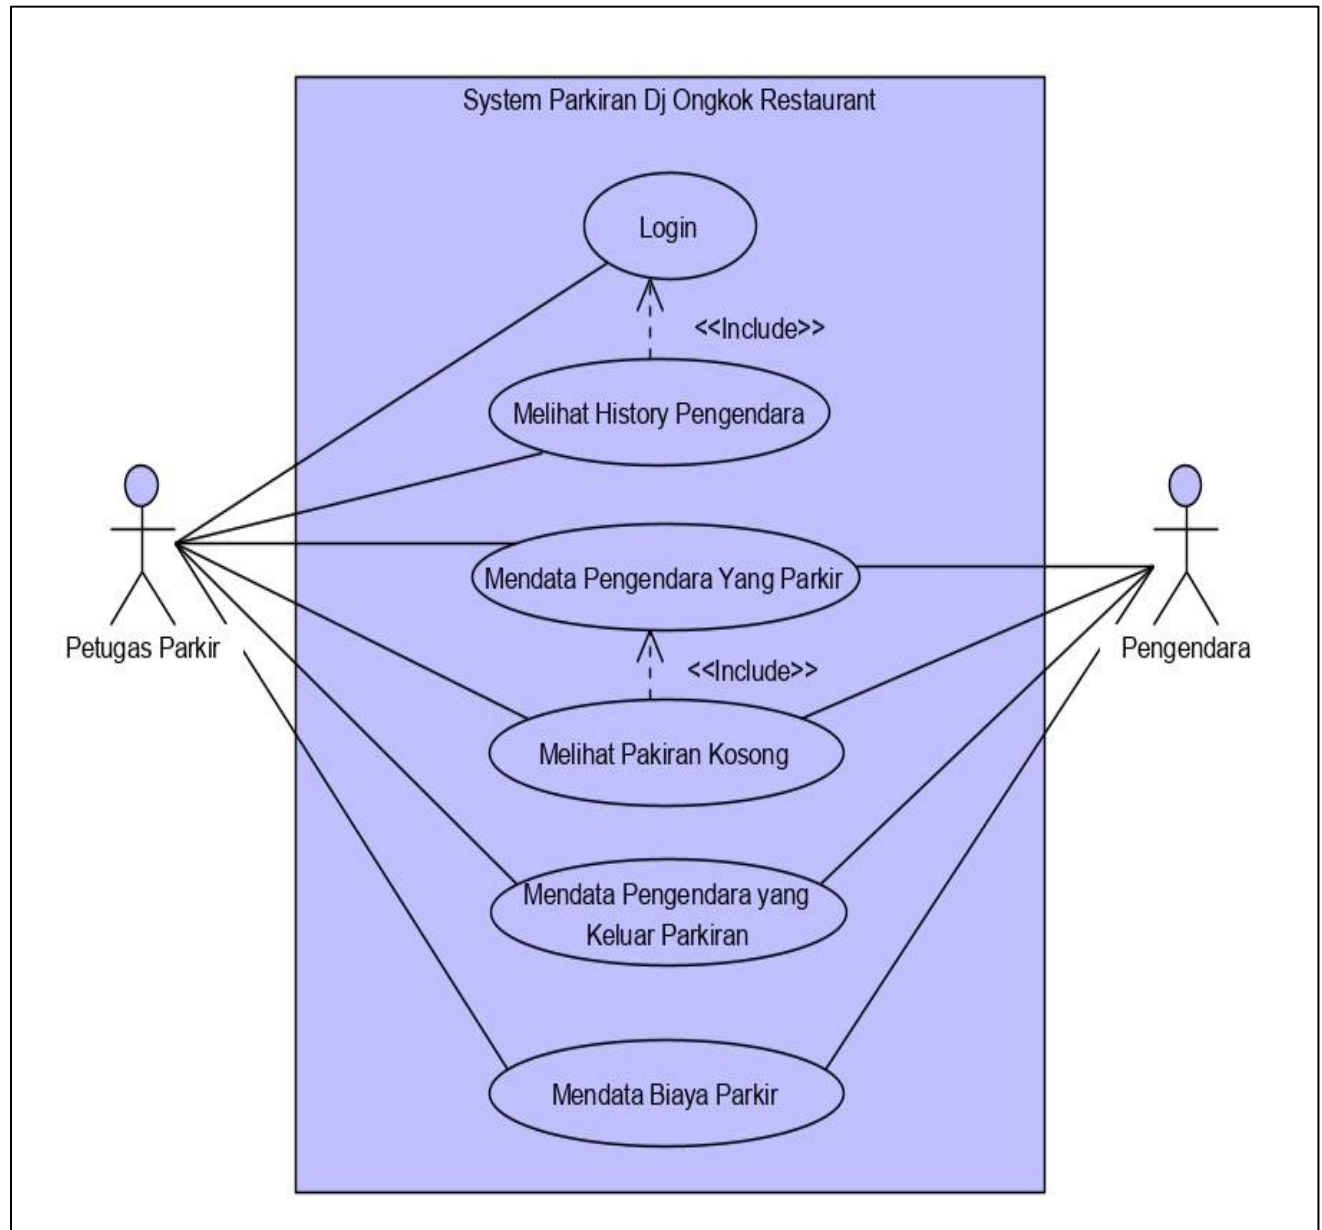 System Parkiran Dj Ongkok Restaurant
Login
<<Include>>
Melihat History Pengendara
Mendata Pengendara Yang Parkir
Petugas Parkir
Pengendara
<<Include>>
Melihat Pakiran Kosong
Mendata Pengendara yang
Keluar Parkiran
Mendata Biaya Parkir